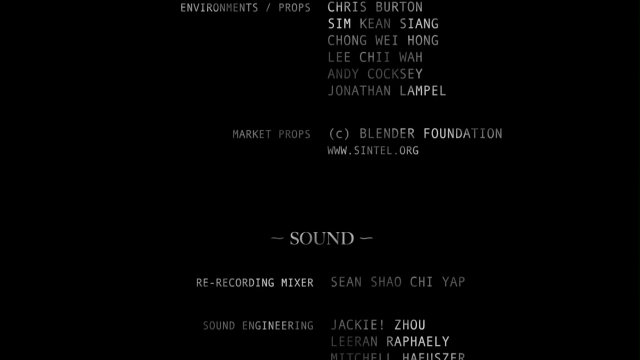 ENVIRONMENTS / PROPS CHRIS BURTON
SIM KEAN SIANG
CHONG WEI HONG
LEE CHII WAH
ANDY COCKSEY
JONATHAN LAMPEL
MARKET PROPS (c) BLENDER FOUNDATION
WWW.SINTEL.ORG
~ SOUND ~
RE-RECORDING MIXER SEAN SHAO CHI YAP
SOUND ENGINEERING JACKIE! ZHOU
LEERAN RAPHAELY
MITCHELL HAEUSZER